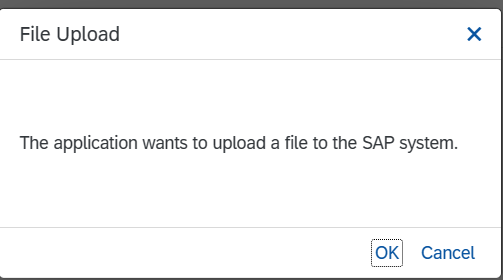 File Upload
The application wants to upload a file to the SAP system.
OK Cancel